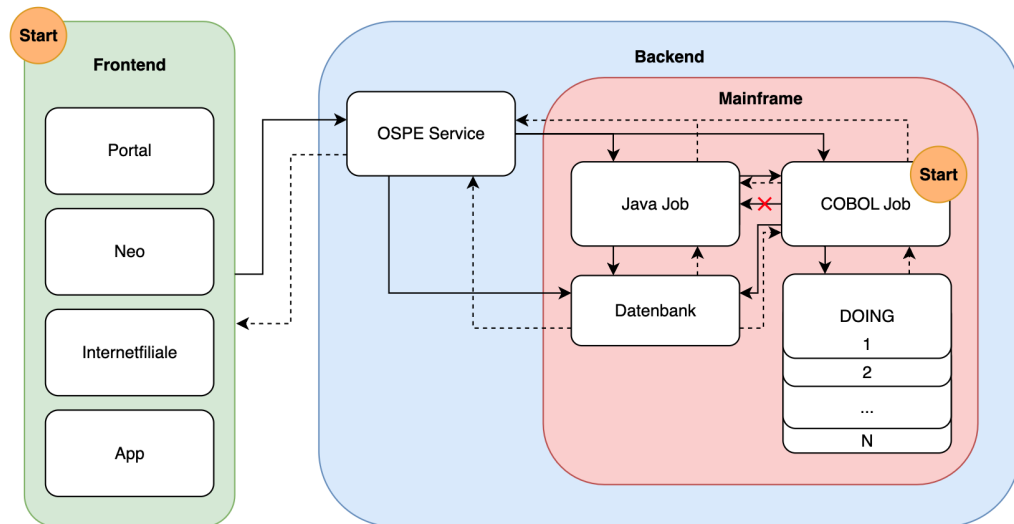 Start
Frontend
Portal
Neo
Internetfiliale
App
Backend
OSPE Service
Mainframe
Java Job
COBOL Job
Start
Datenbank
DOING
1
2
...
N